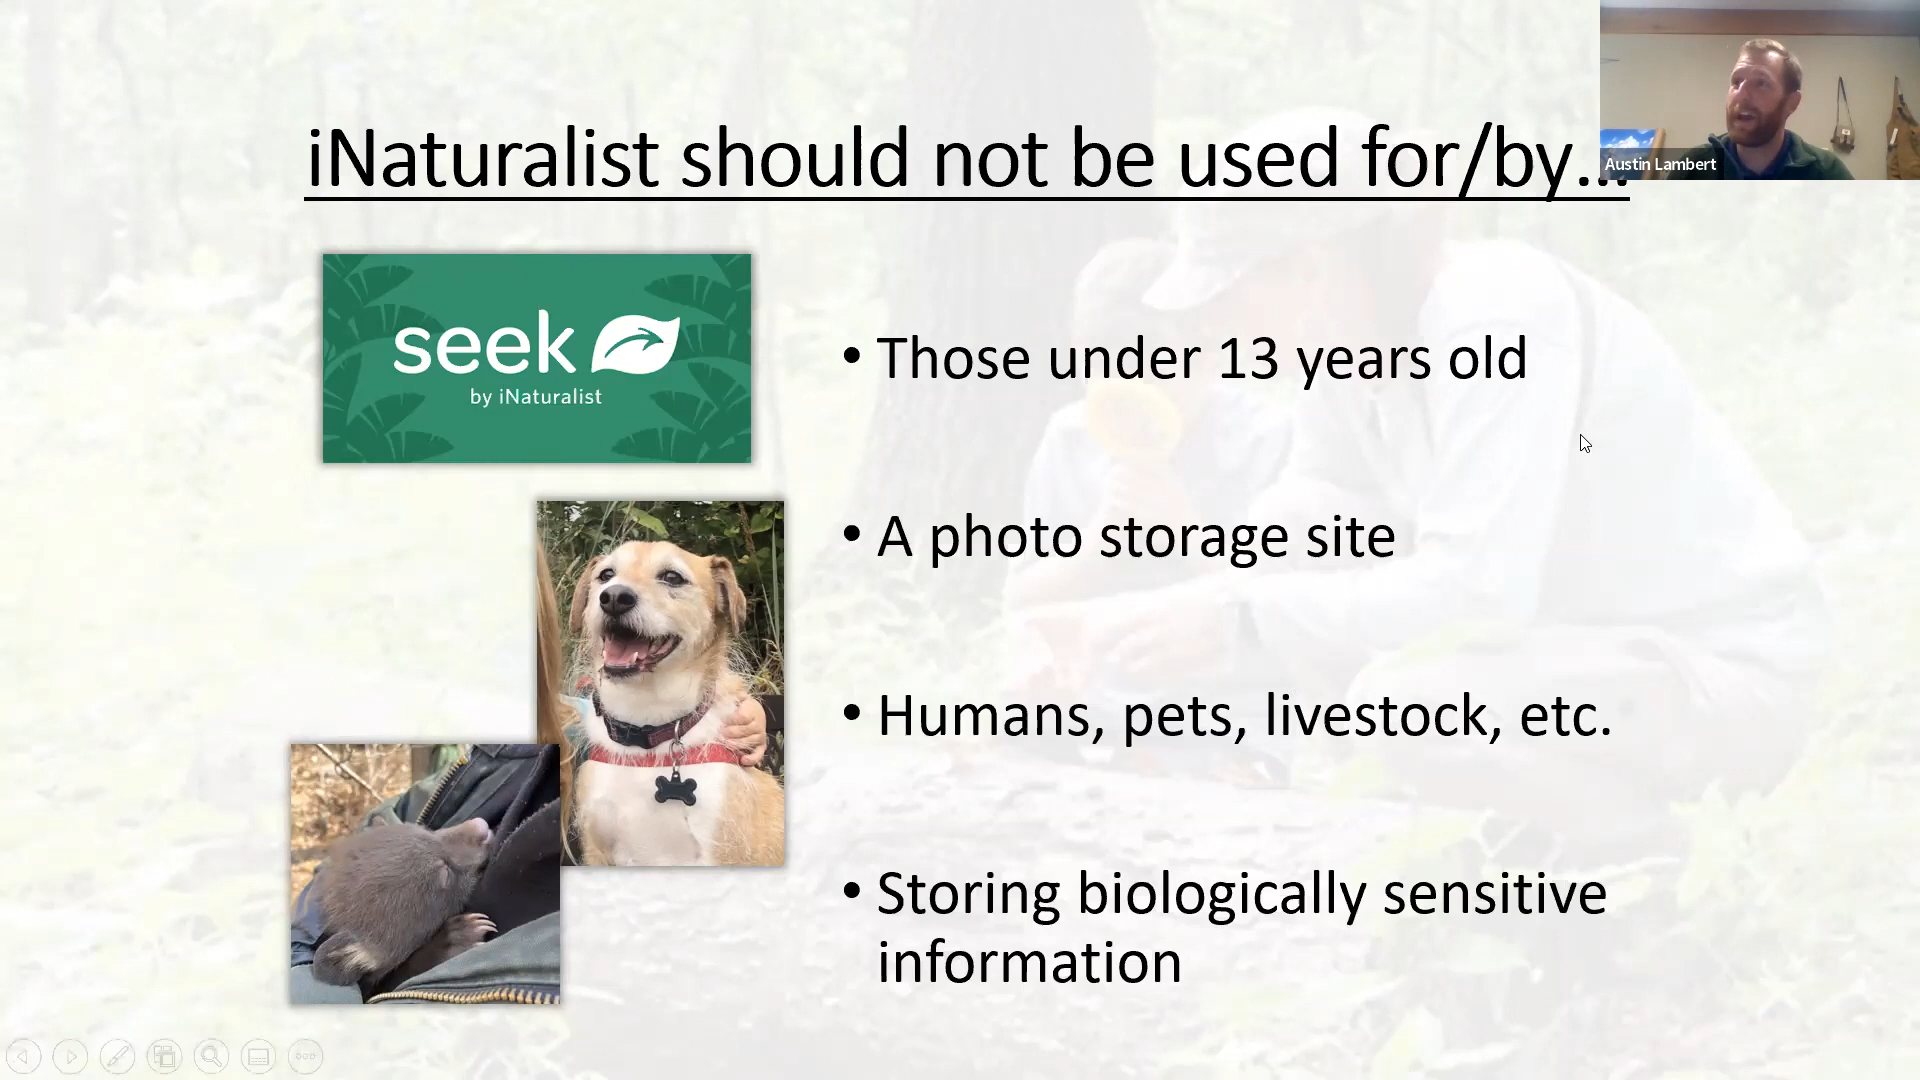 iNaturalist should not be used for/by...
Austin Lambert
seek
by iNaturalist
• Those under 13 years old
• A photo storage site
• Humans, pets, livestock, etc.
• Storing biologically sensitive
information